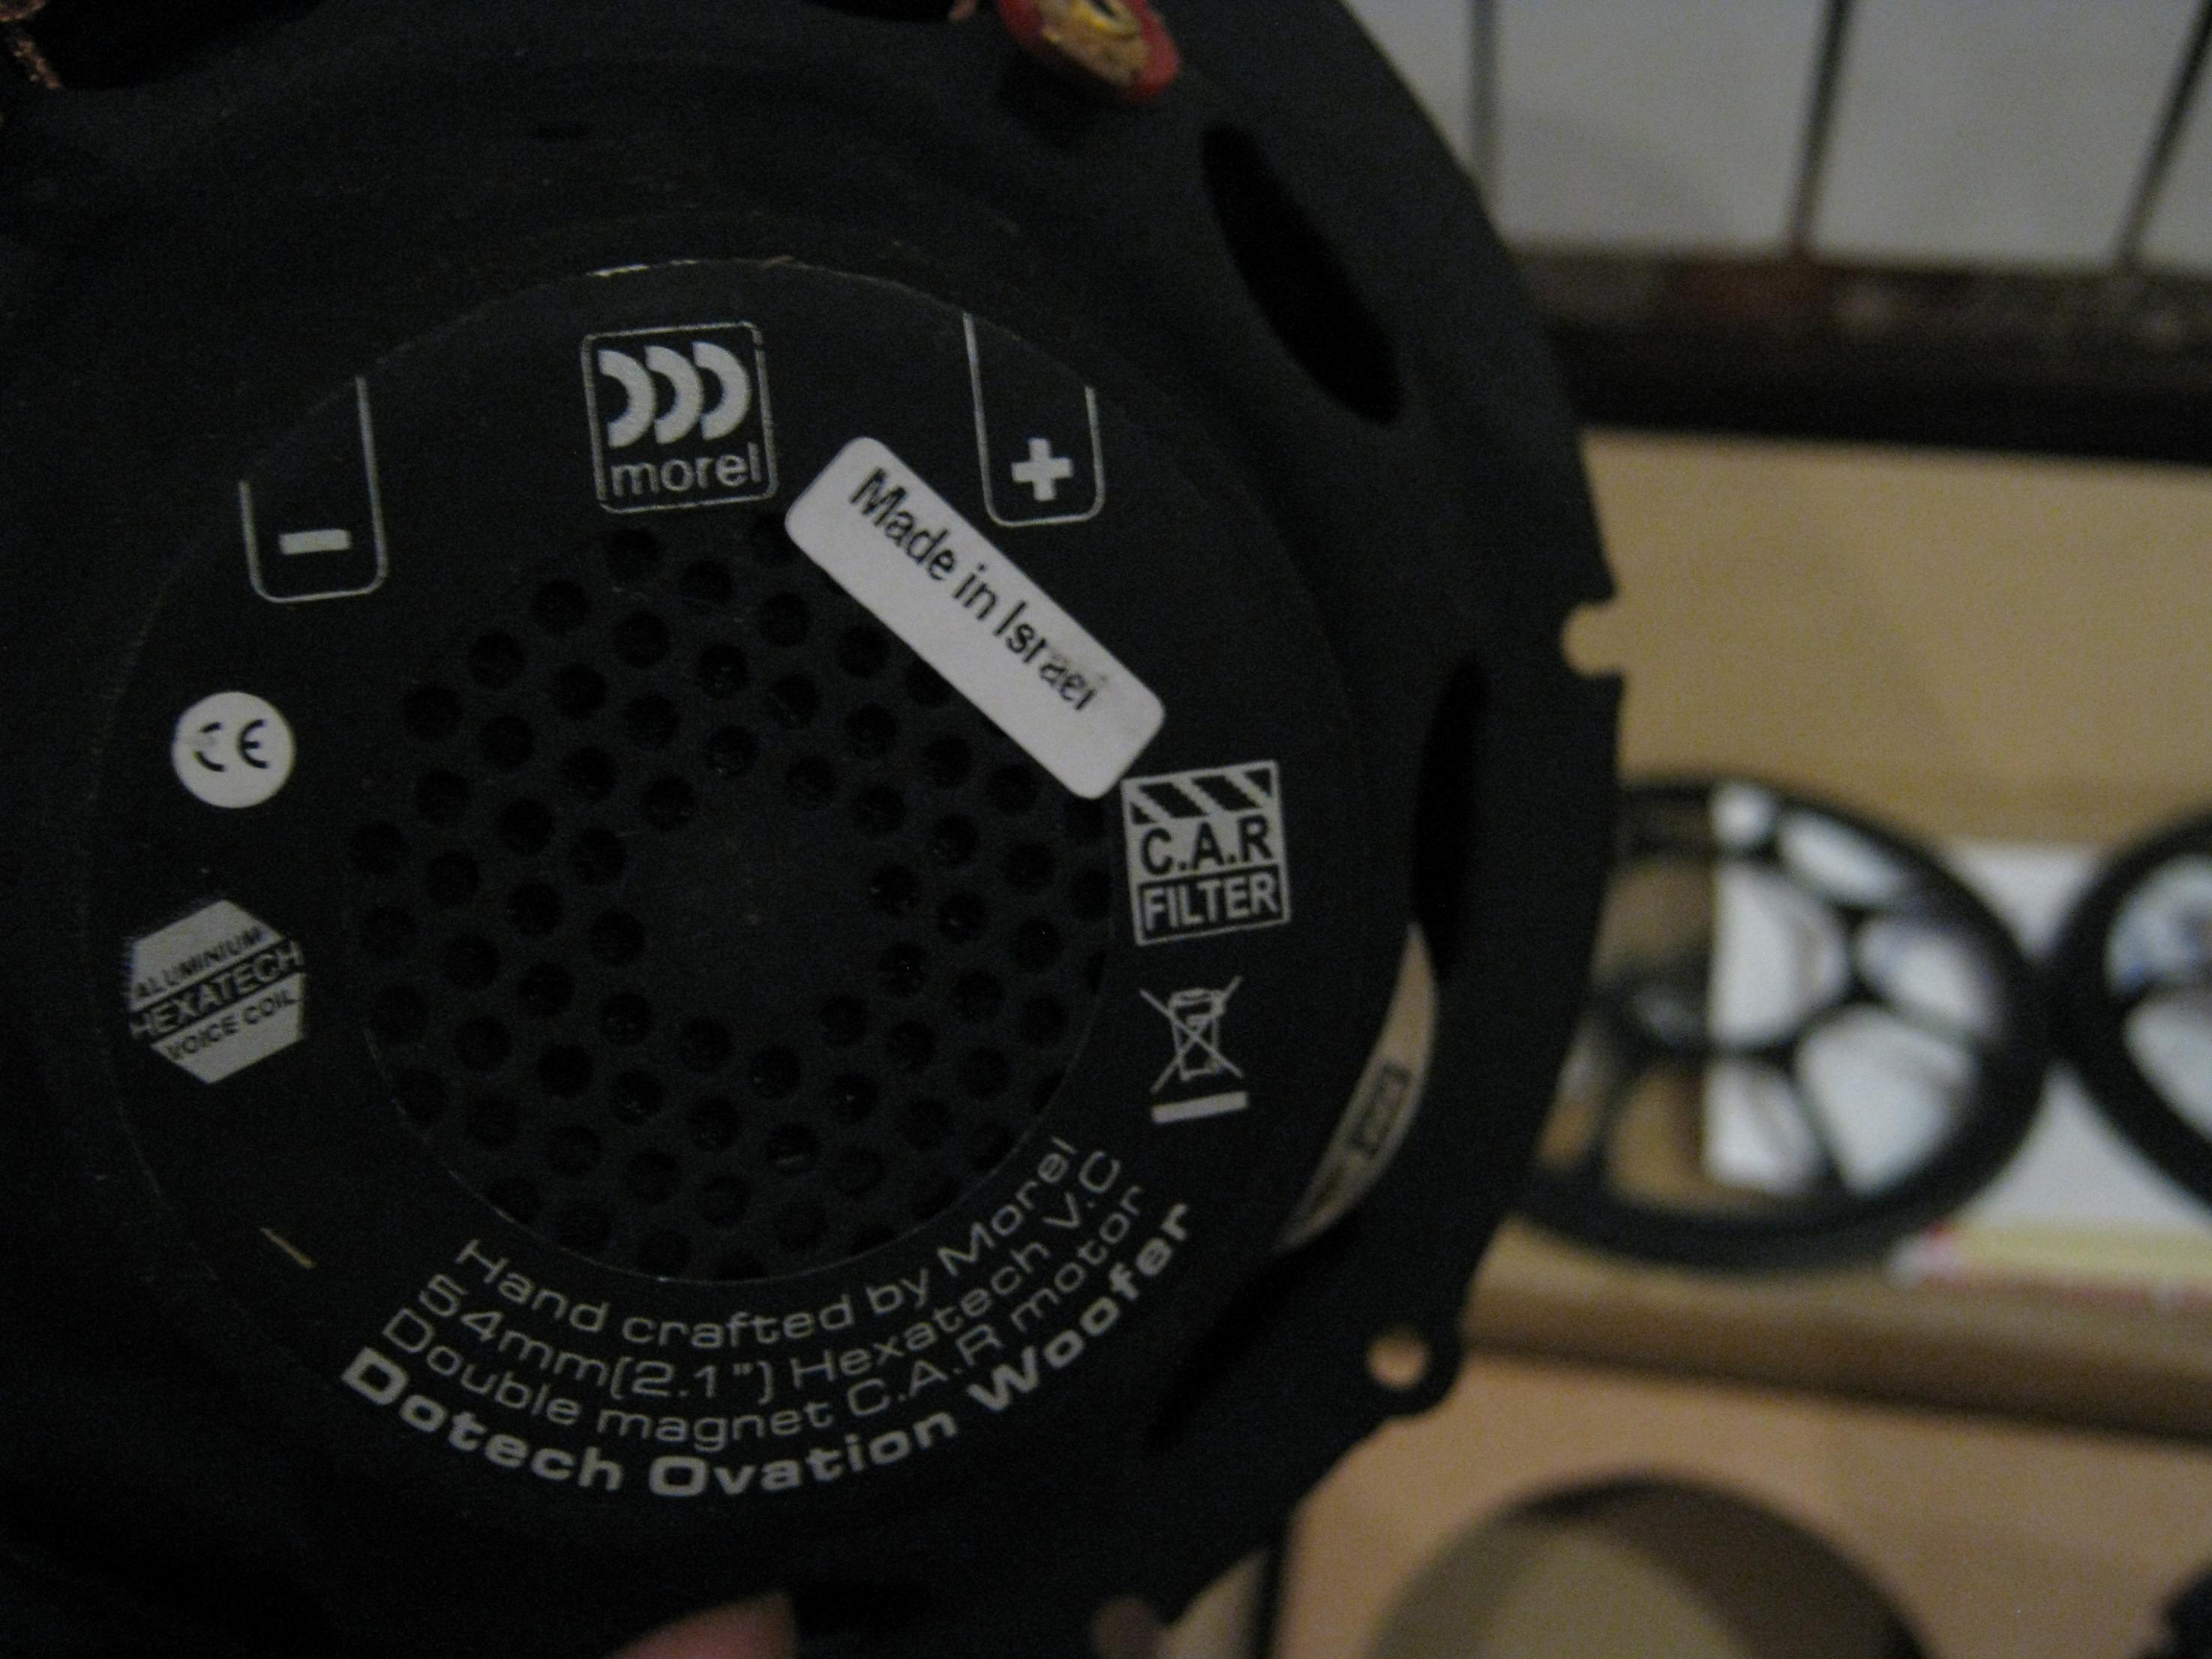 morel
-
+
Made in Israel
CE
C.A.R
FILTER
ALUMINIUM
HEXATECH
VOICE COIL
Hand crafted by Morel
54mm(2.1") Hexatech V.C
Double magnet C.A.R motor
Dotech Ovation Woofer